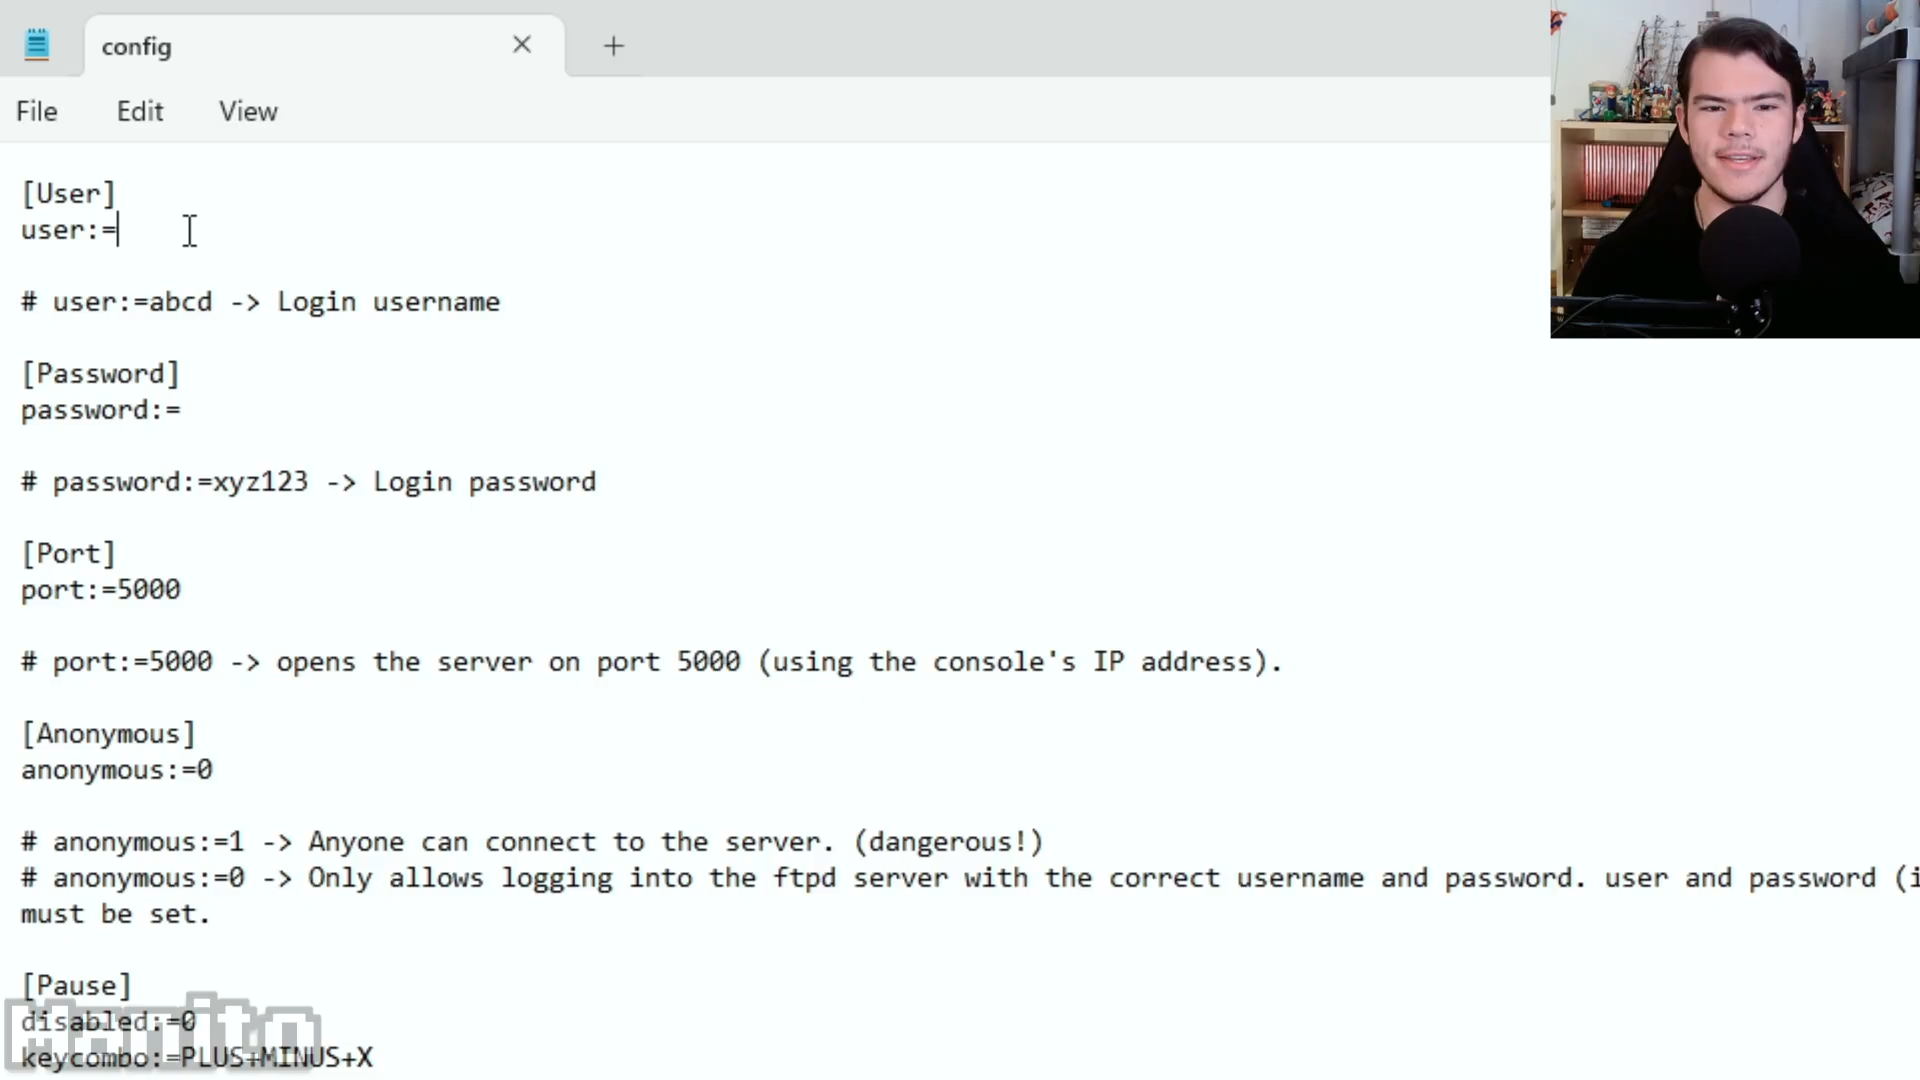 config
File Edit View
[User]
user:=
# user:=abcd -> Login username
[Password]
password:=
# password:=xyz123 -> Login password
[Port]
port:=5000
# port:=5000 -> opens the server on port 5000 (using the console's IP address).
[Anonymous]
anonymous:=0
# anonymous:=1 -> Anyone can connect to the server. (dangerous!)
# anonymous:=0 -> Only allows logging into the ftpd server with the correct username and password. user and password (i
must be set.
[Pause]
disabled:=0
keycombo:=PLUS+MINUS+X